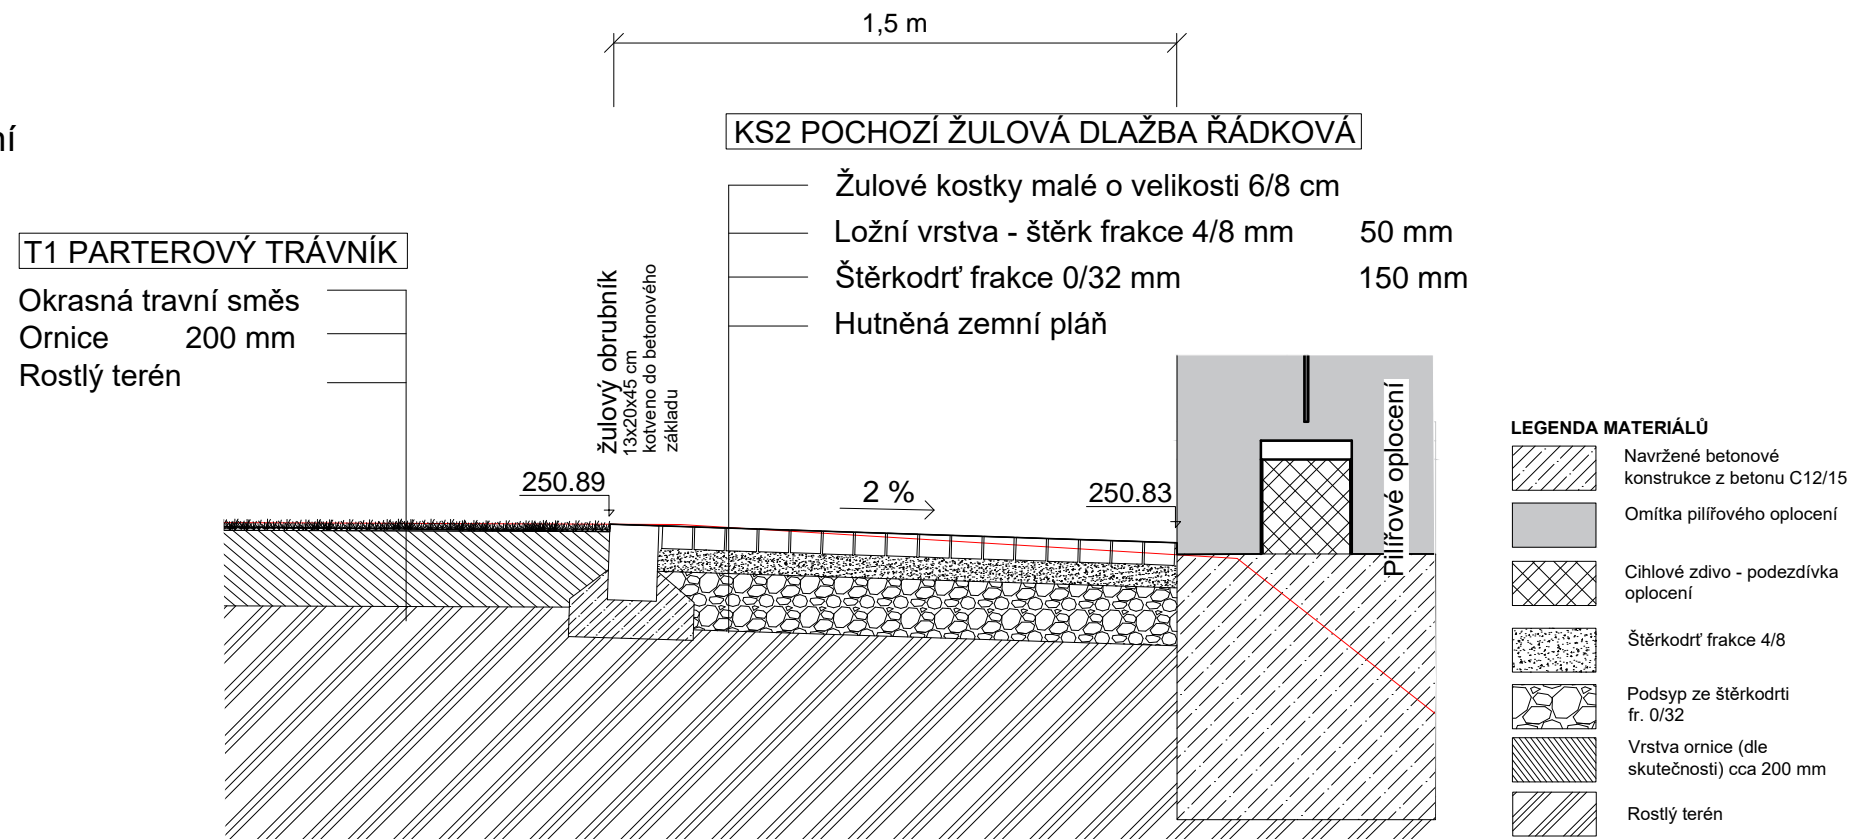 1,5 m
ní
KS2 POCHOZÍ ŽULOVÁ DLAŽBA ŘÁDKOVÁ
Žulové kostky malé o velikosti 6/8 cm
Ložní vrstva - štěrk frakce 4/8 mm 50 mm
Štěrkodrť frakce 0/32 mm 150 mm
Hutněná zemní pláň
T1 PARTEROVÝ TRÁVNÍK
Okrasná travní směs
Ornice 200 mm
Rostlý terén
žulový obrubník
13x20x45 cm
kotveno do betonového
základu
250.89
2 %
250.83
Pilířové oplocení
LEGENDA MATERIÁLŮ
Navržené betonové
konstrukce z betonu C12/15
Omítka pilířového oplocení
Cihlové zdivo - podezdívka
oplocení
Štěrkodrť frakce 4/8
Podsyp ze štěrkodrti
fr. 0/32
Vrstva ornice (dle
skutečnosti) cca 200 mm
Rostlý terén